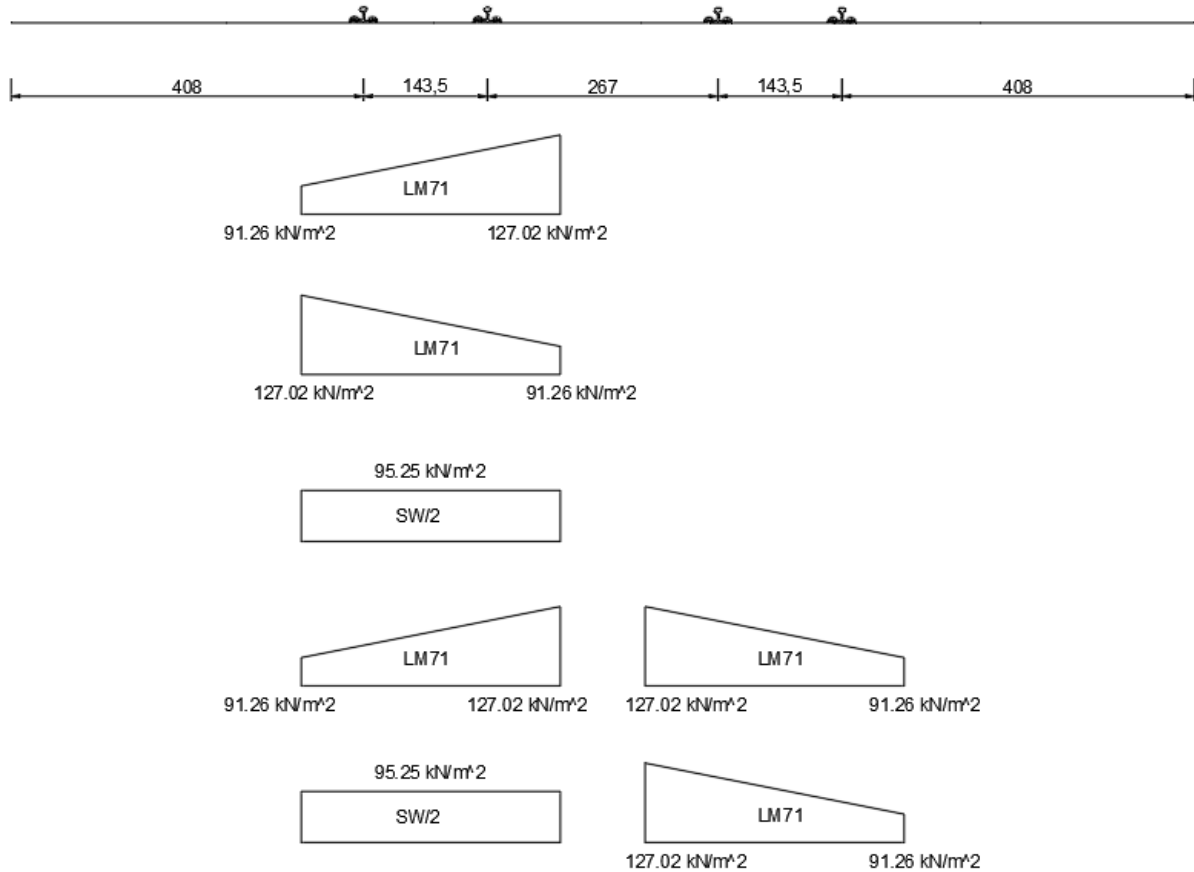 408 143,5 267 143,5 408
LM71
91.26 kN/m^2 127.02 kN/m^2
LM71
127.02 kN/m^2 91.26 kN/m^2
95.25 kN/m^2
SW/2
LM71 LM71
91.26 kN/m^2 127.02 kN/m^2 127.02 kN/m^2 91.26 kN/m^2
95.25 kN/m^2
SW/2 LM71
127.02 kN/m^2 91.26 kN/m^2